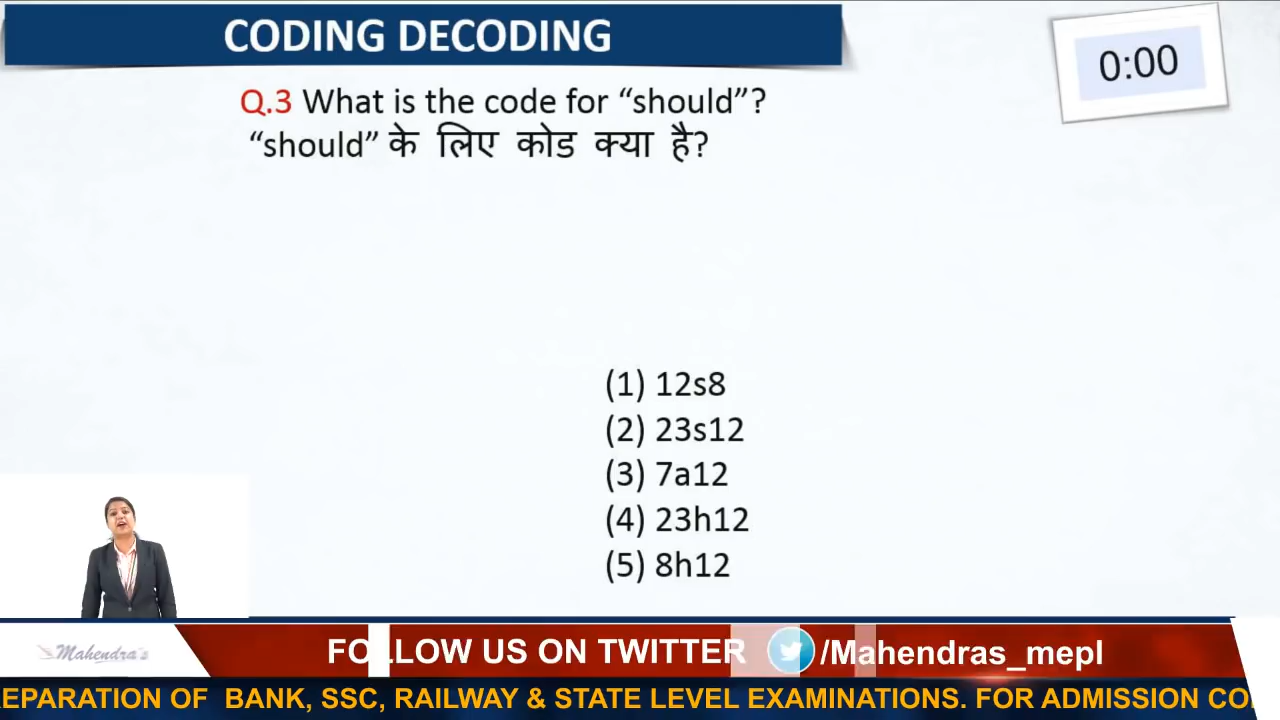 CODING DECODING
0:00
Q.3 What is the code for “should”?
“should” के लिए कोड क्या है?
(1) 12s8
(2) 23s12
(3) 7a12
(4) 23h12
(5) 8h12
Mahendra's
FOLLOW US ON TWITTER /Mahendras_mepl
EPARATION OF BANK, SSC, RAILWAY & STATE LEVEL EXAMINATIONS. FOR ADMISSION CO